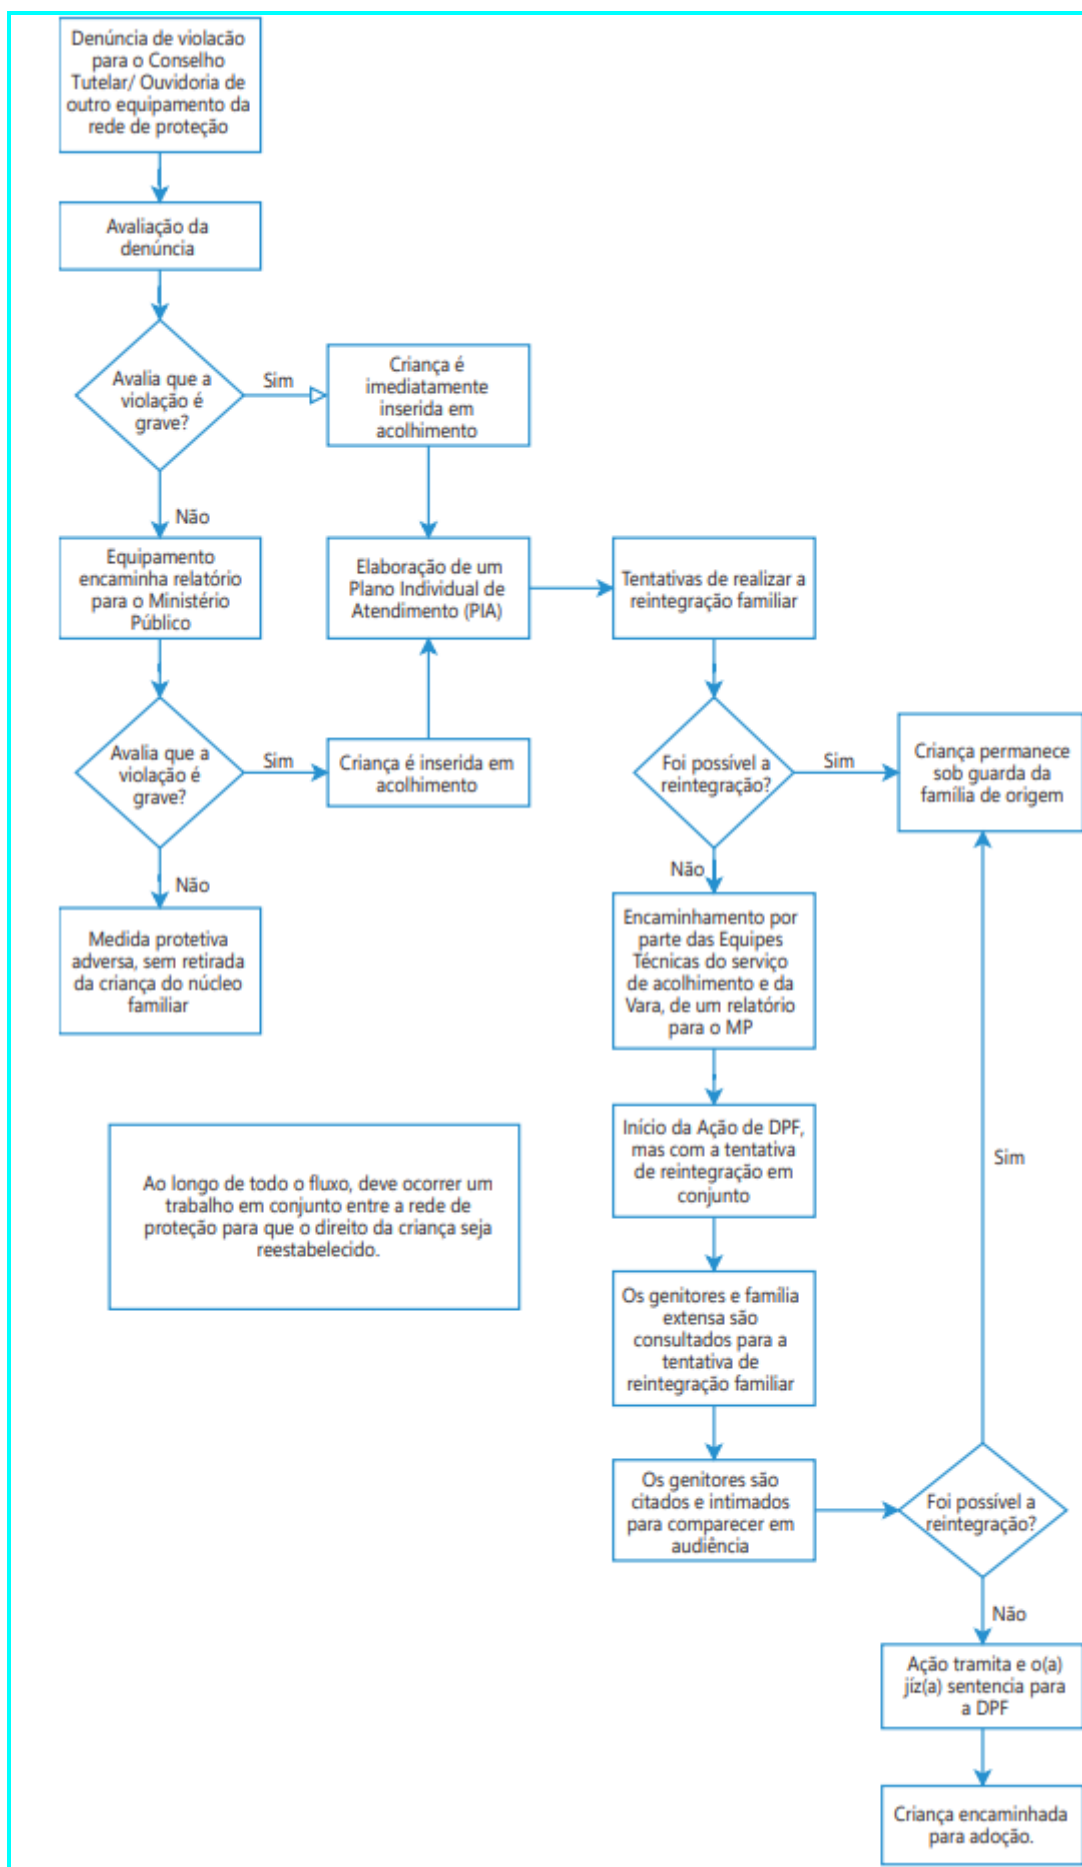 Denúncia de violacão
para o Conselho
Tutelar/ Ouvidoria de
outro equipamento da
rede de proteção
Avaliação da
denúncia
Avalia que a
violação é
grave?
Sim
Criança é
imediatamente
inserida em
acolhimento
Não
Equipamento
encaminha relatório
para o Ministério
Público
Elaboração de um
Plano Individual de
Atendimento (PIA)
Tentativas de realizar a
reintegração familiar
Avalia que a
violação é
grave?
Sim
Criança é inserida em
acolhimento
Foi possível a
reintegração?
Sim
Criança permanece
sob guarda da
família de origem
Não
Medida protetiva
adversa, sem retirada
da criança do núcleo
familiar
Não
Encaminhamento por
parte das Equipes
Técnicas do serviço
de acolhimento e da
Vara, de um relatório
para o MP
Início da Ação de DPF,
mas com a tentativa
de reintegração em
conjunto
Sim
Ao longo de todo o fluxo, deve ocorrer um
trabalho em conjunto entre a rede de
proteção para que o direito da criança seja
reestabelecido.
Os genitores e família
extensa são
consultados para a
tentativa de
reintegração familiar
Os genitores são
citados e intimados
para comparecer em
audiência
Foi possível a
reintegração?
Não
Ação tramita e o(a)
jíz(a) sentencia para
a DPF
Criança encaminhada
para adoção.